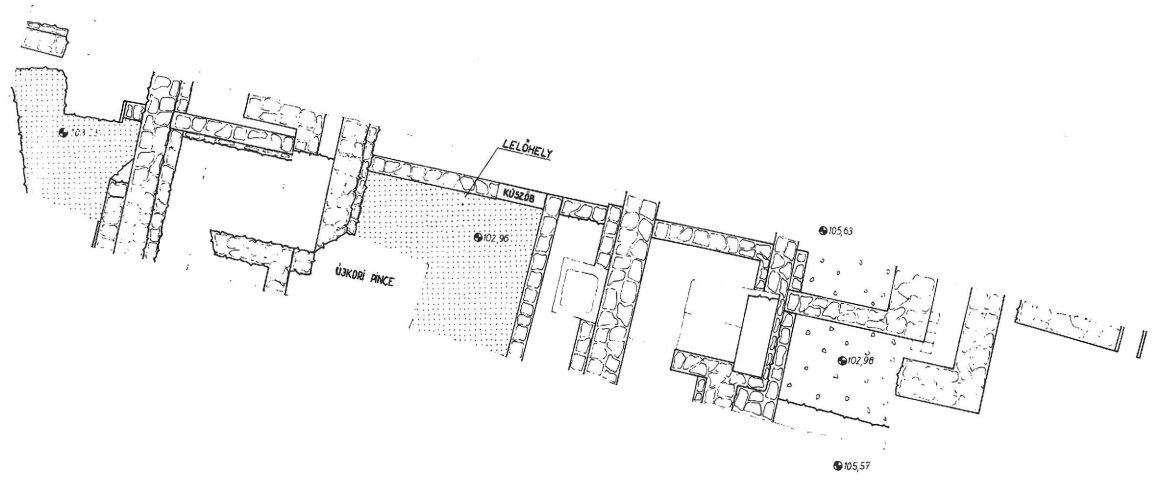 LELŐHELY
KÜSZÖB
105,63
102,96
ÚJKORI PINCE
102,98
105,57